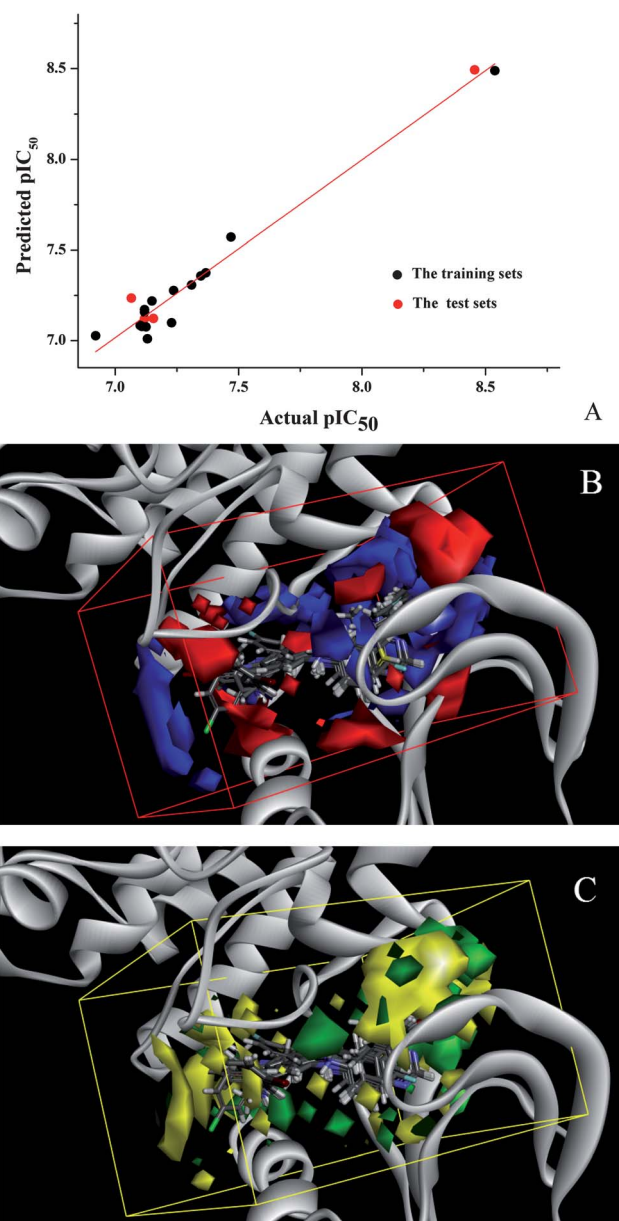 8.5
8.0
7.5
7.0
Predicted pIC50
The training sets
The test sets
7.0 7.5 8.0 8.5
Actual pIC50
A
B
C